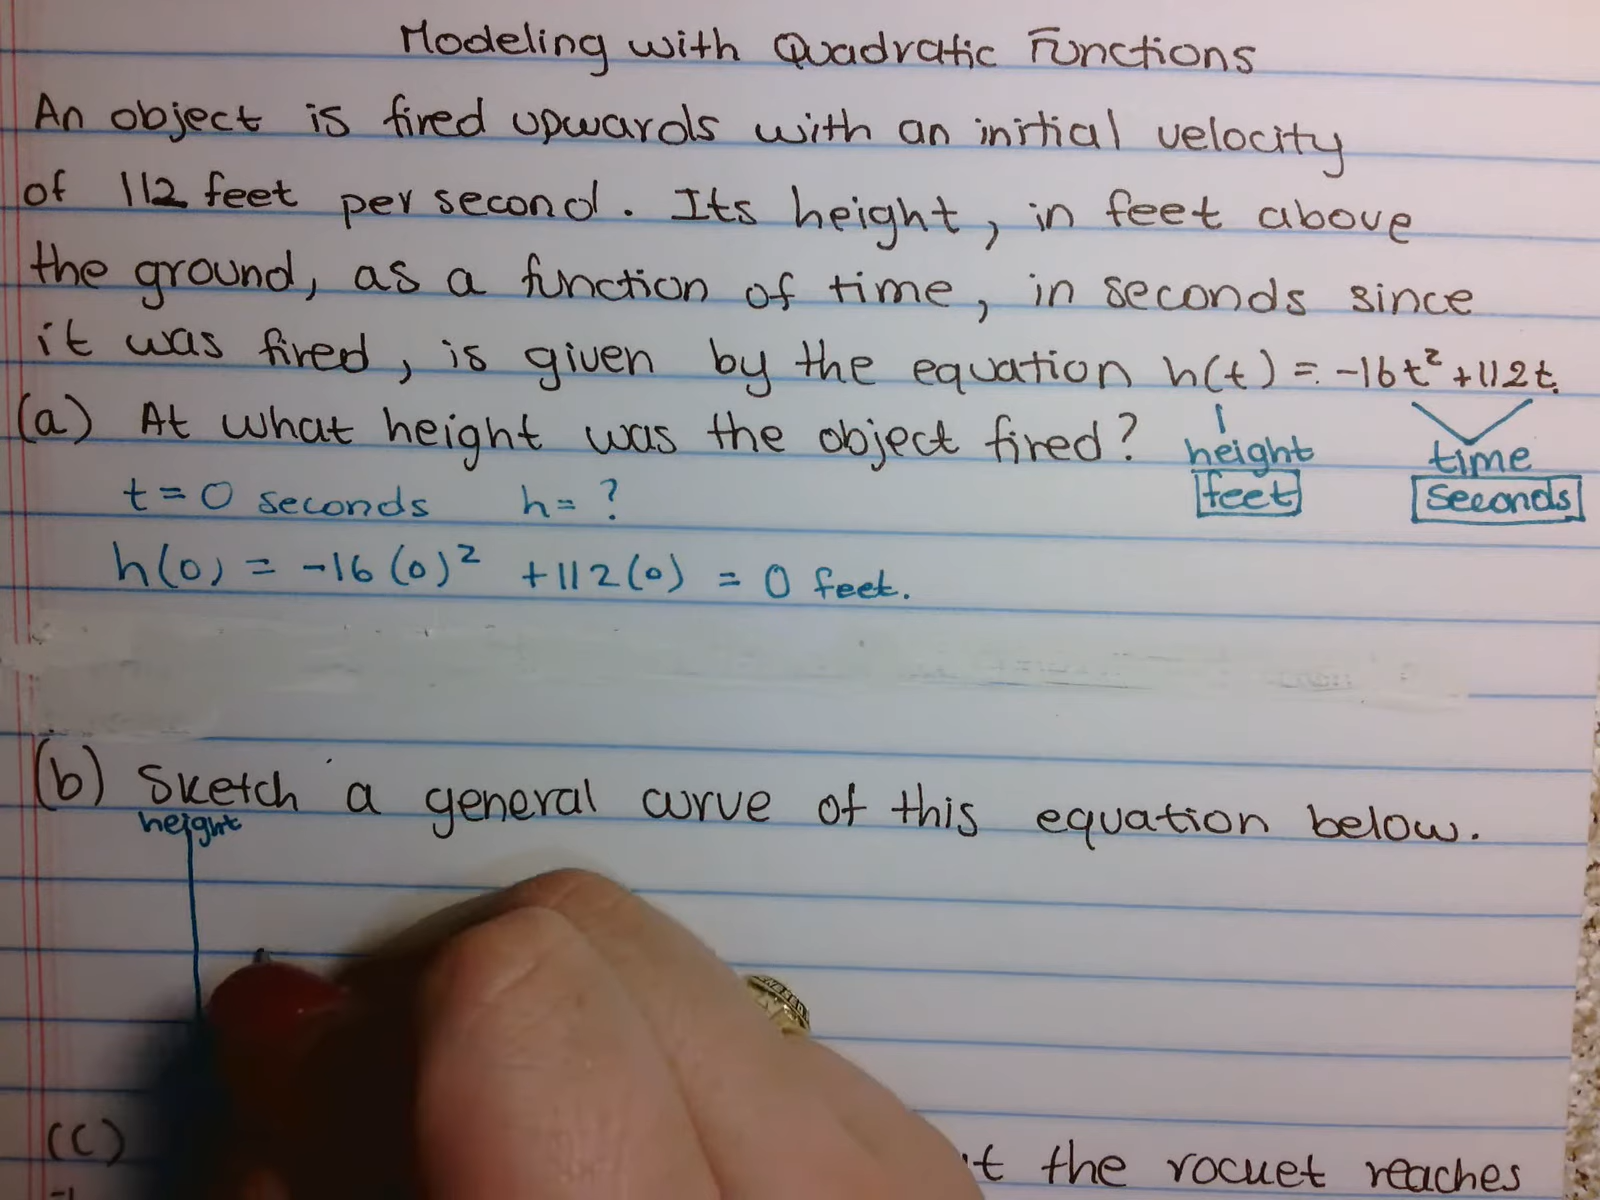 Modeling with Quadratic Functions
An object is fired upwards with an initial velocity
of 112 feet per second. Its height, in feet above
the ground, as a function of time, in seconds since
it was fired, is given by the equation h(t) = -16t² +112t.
(a) At what height was the object fired? height time
t = 0 seconds h = ? feet seconds
h(0) = -16(0)² +112(0) = 0 feet.
(b) Sketch a general curve of this equation below.
height
(c) the rocket reaches